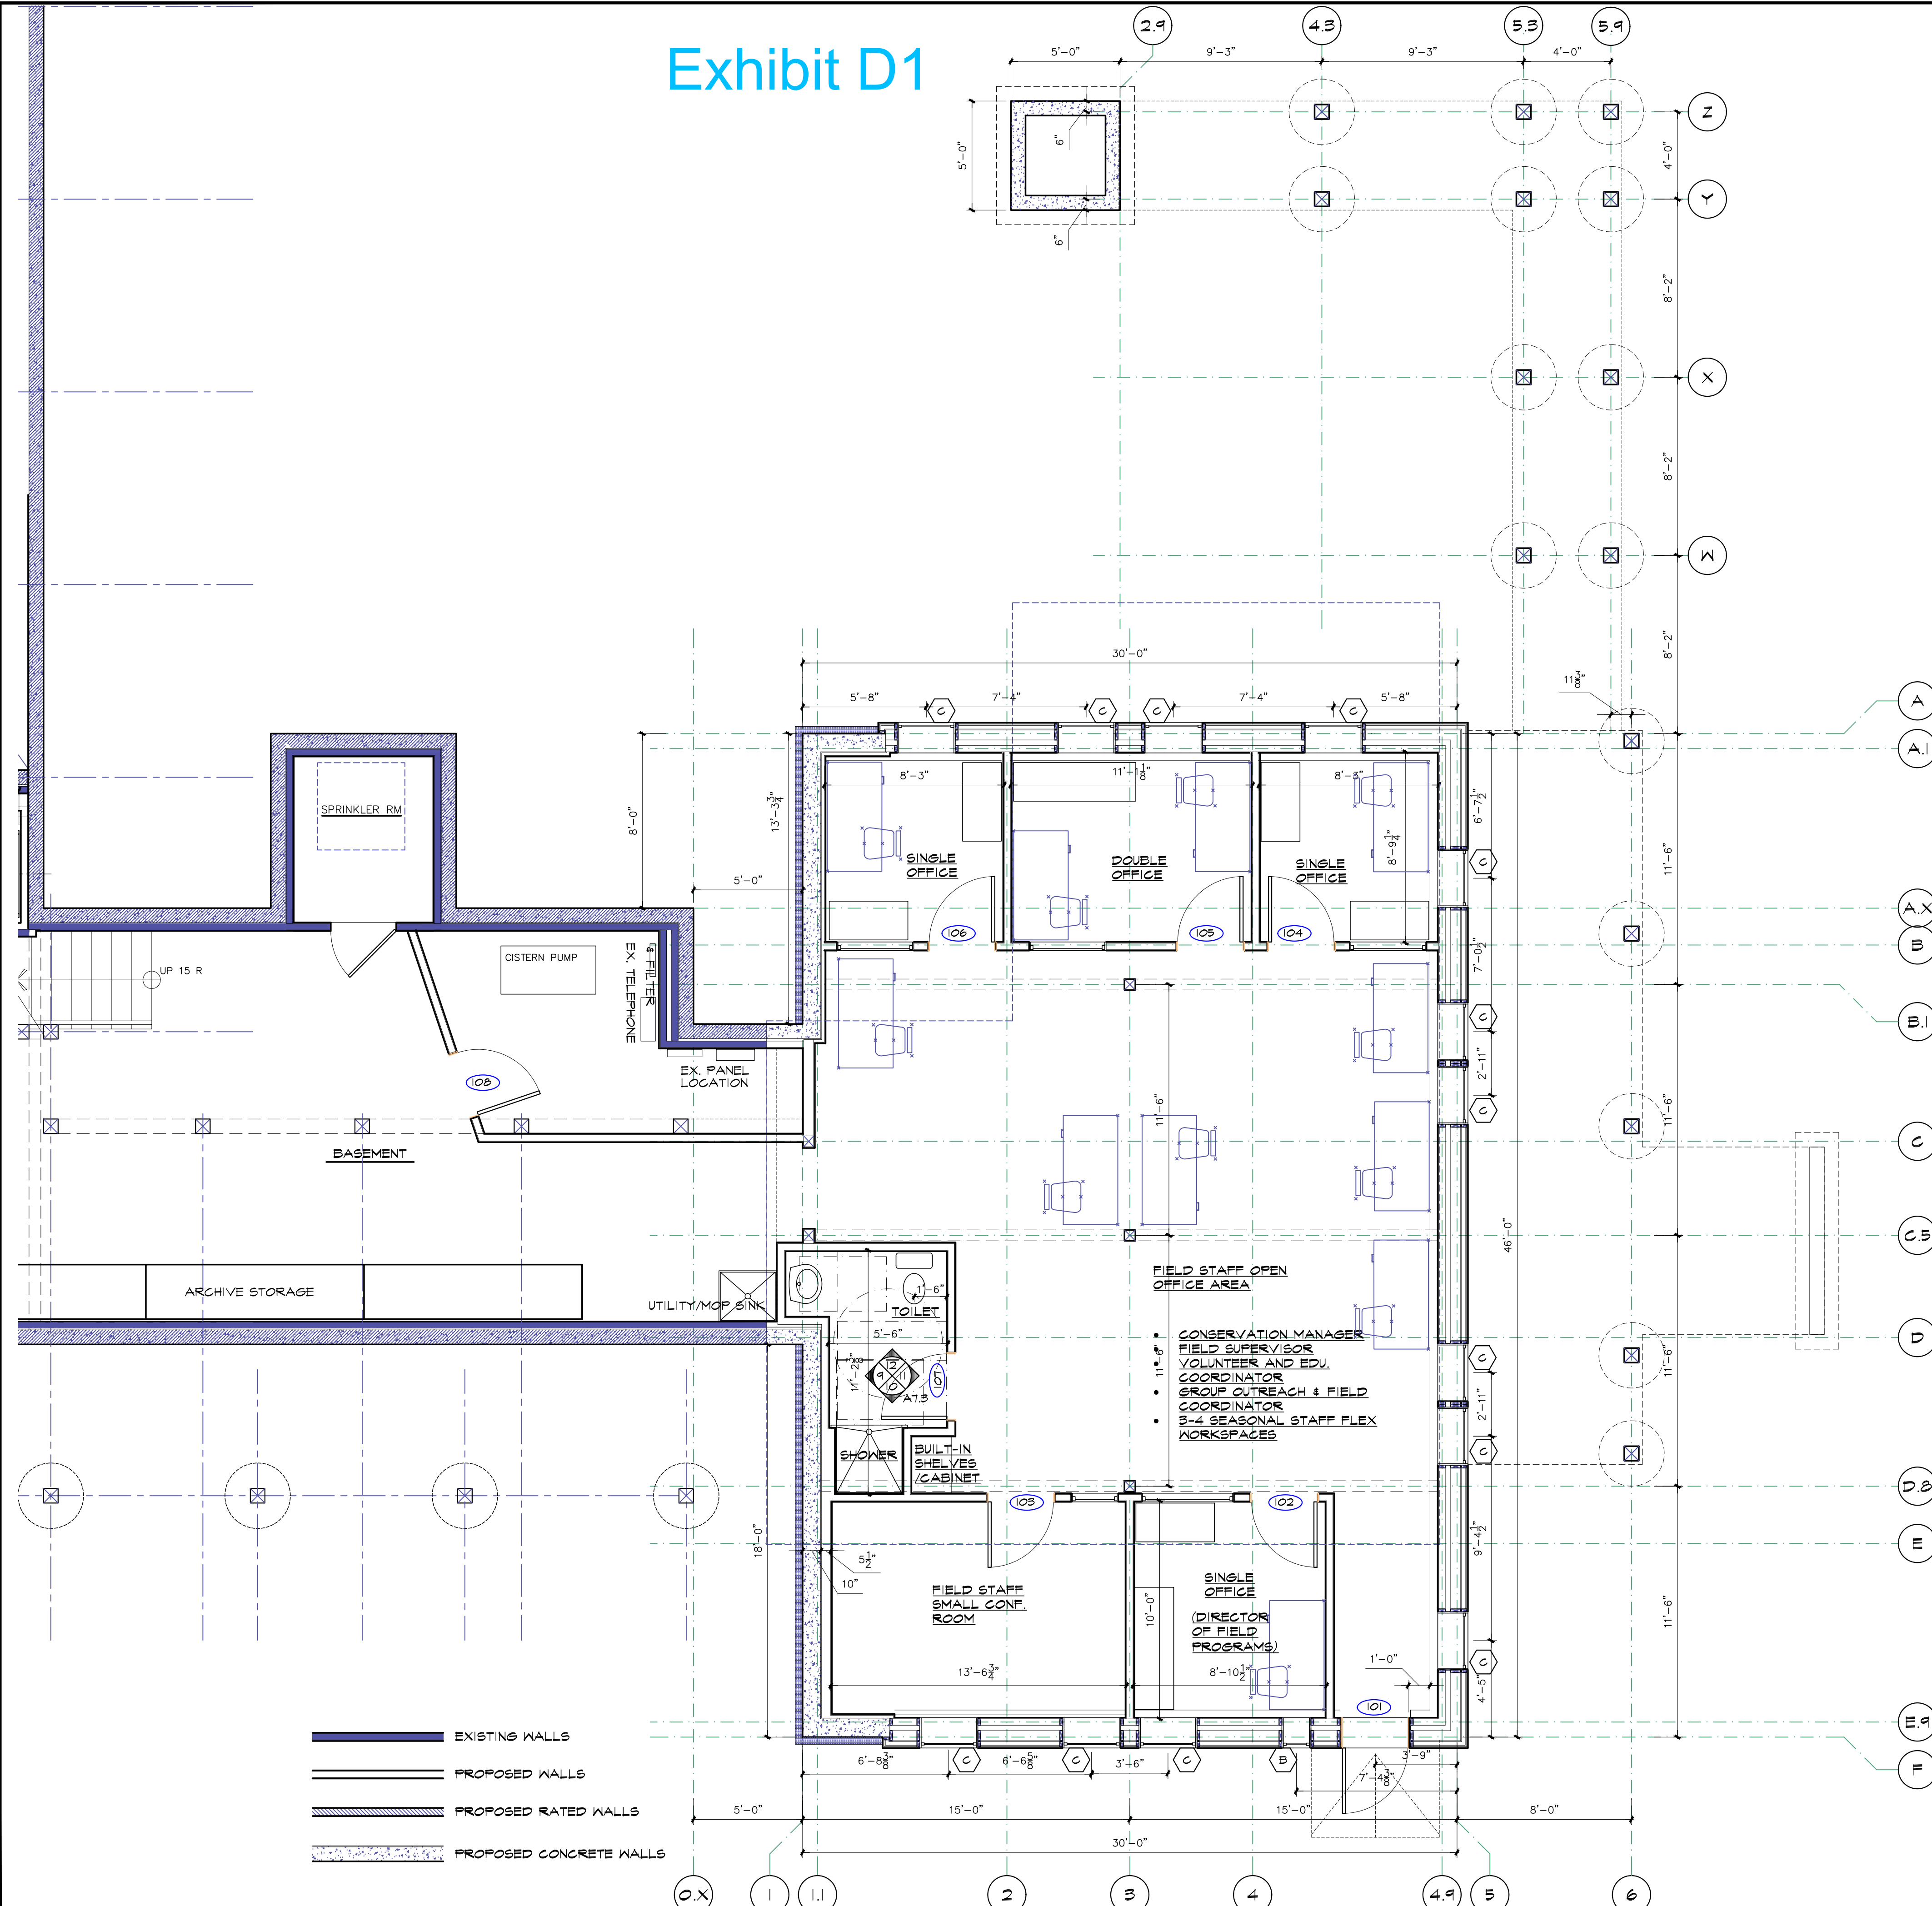 Exhibit D1
2.9
4.3
5.3
5.9
5'-0"
9'-3"
9'-3"
4'-0"
Z
6"
5'-0"
4'-0"
Y
6"
8'-2"
X
8'-2"
W
8'-2"
30'-0"
11 3/8"
5'-8"
7'-4"
7'-4"
5'-8"
C
C
C
C
A
A.1
SPRINKLER RM
8'-0"
13'-3 3/4"
8'-3"
11'-1 1/8"
8'-3"
6'-7 1/2"
8'-9 1/4"
11'-6"
SINGLE
OFFICE
DOUBLE
OFFICE
SINGLE
OFFICE
C
5'-0"
A.X
106
105
104
B
CISTERN PUMP
EX. TELEPHONE
& FILTER
7'-0 1/2"
UP 15 R
C
B.1
EX. PANEL
LOCATION
108
2'-11"
C
11'-6"
11'-6"
BASEMENT
C
46'-0"
C.5
ARCHIVE STORAGE
UTILITY/MOP SINK
1'-6"
TOILET
FIELD STAFF OPEN
OFFICE AREA
5'-6"
D
• CONSERVATION MANAGER
• FIELD SUPERVISOR
• VOLUNTEER AND EDU.
COORDINATOR
• GROUP OUTREACH & FIELD
COORDINATOR
• 3-4 SEASONAL STAFF FLEX
WORKSPACES
11'-6"
11'-2 3/8"
12
9
11
10
A7.3
107
C
2'-11"
11'-6"
C
SHOWER
BUILT-IN
SHELVES
/CABINET
D.8
103
102
18'-0"
5 1/2"
10"
9'-4 1/2"
E
FIELD STAFF
SMALL CONF.
ROOM
SINGLE
OFFICE
(DIRECTOR
OF FIELD
PROGRAMS)
10'-0"
11'-6"
13'-6 3/4"
8'-10 1/2"
1'-0"
C
4'-5"
101
E.9
EXISTING WALLS
6'-8 3/8"
C
6'-6 5/8"
C
3'-6"
C
B
3'-9"
7'-4 3/8"
F
PROPOSED WALLS
PROPOSED RATED WALLS
5'-0"
15'-0"
15'-0"
8'-0"
30'-0"
PROPOSED CONCRETE WALLS
0.X
1
1.1
2
3
4
4.9
5
6